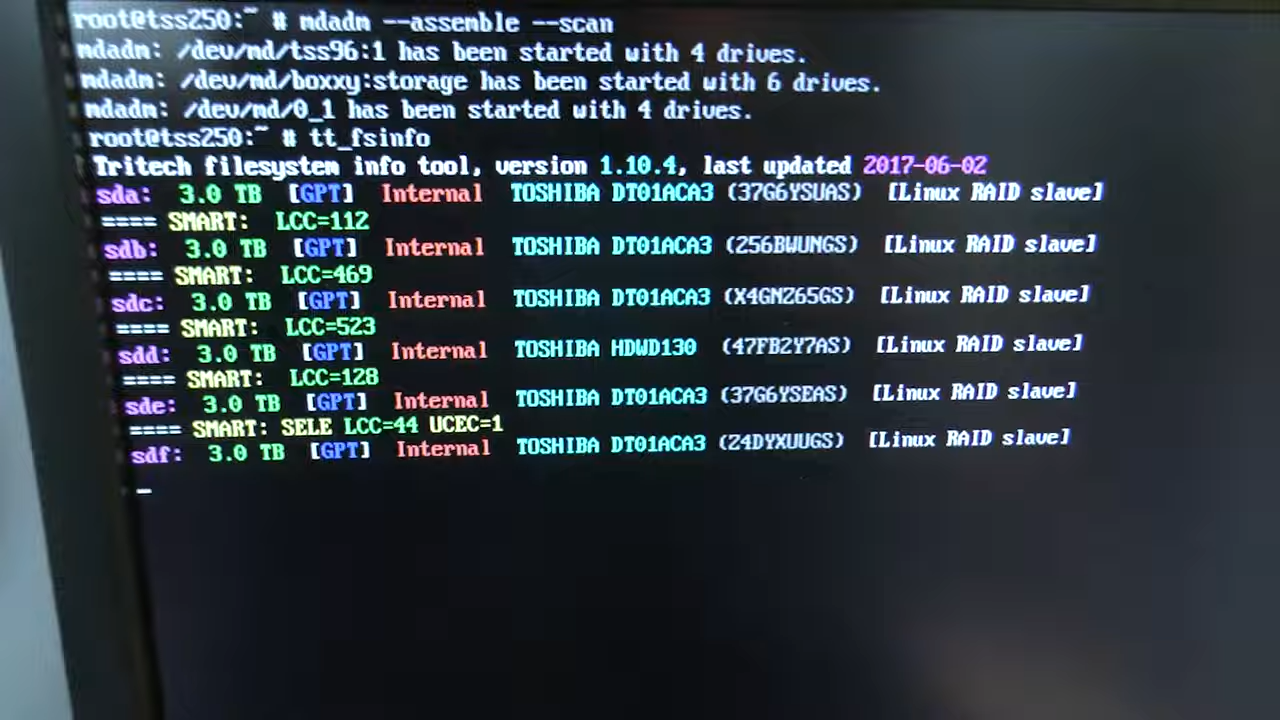 root@tss250:~ # mdadm --assemble --scan
mdadm: /dev/md/tss96:1 has been started with 4 drives.
mdadm: /dev/md/boxxy:storage has been started with 6 drives.
mdadm: /dev/md/0_1 has been started with 4 drives.
root@tss250:~ # tt_fsinfo
Tritech filesystem info tool, version 1.10.4, last updated 2017-06-02
sda: 3.0 TB [GPT] Internal TOSHIBA DT01ACA3 (37G6YSUAS) [Linux RAID slave]
==== SMART: LCC=112
sdb: 3.0 TB [GPT] Internal TOSHIBA DT01ACA3 (256BWUNGS) [Linux RAID slave]
==== SMART: LCC=469
sdc: 3.0 TB [GPT] Internal TOSHIBA DT01ACA3 (X4GNZ65GS) [Linux RAID slave]
==== SMART: LCC=523
sdd: 3.0 TB [GPT] Internal TOSHIBA HDWD130 (47FB2Y7AS) [Linux RAID slave]
==== SMART: LCC=128
sde: 3.0 TB [GPT] Internal TOSHIBA DT01ACA3 (37G6YSEAS) [Linux RAID slave]
==== SMART: SELE LCC=44 UCEC=1
sdf: 3.0 TB [GPT] Internal TOSHIBA DT01ACA3 (Z4DYXUUGS) [Linux RAID slave]